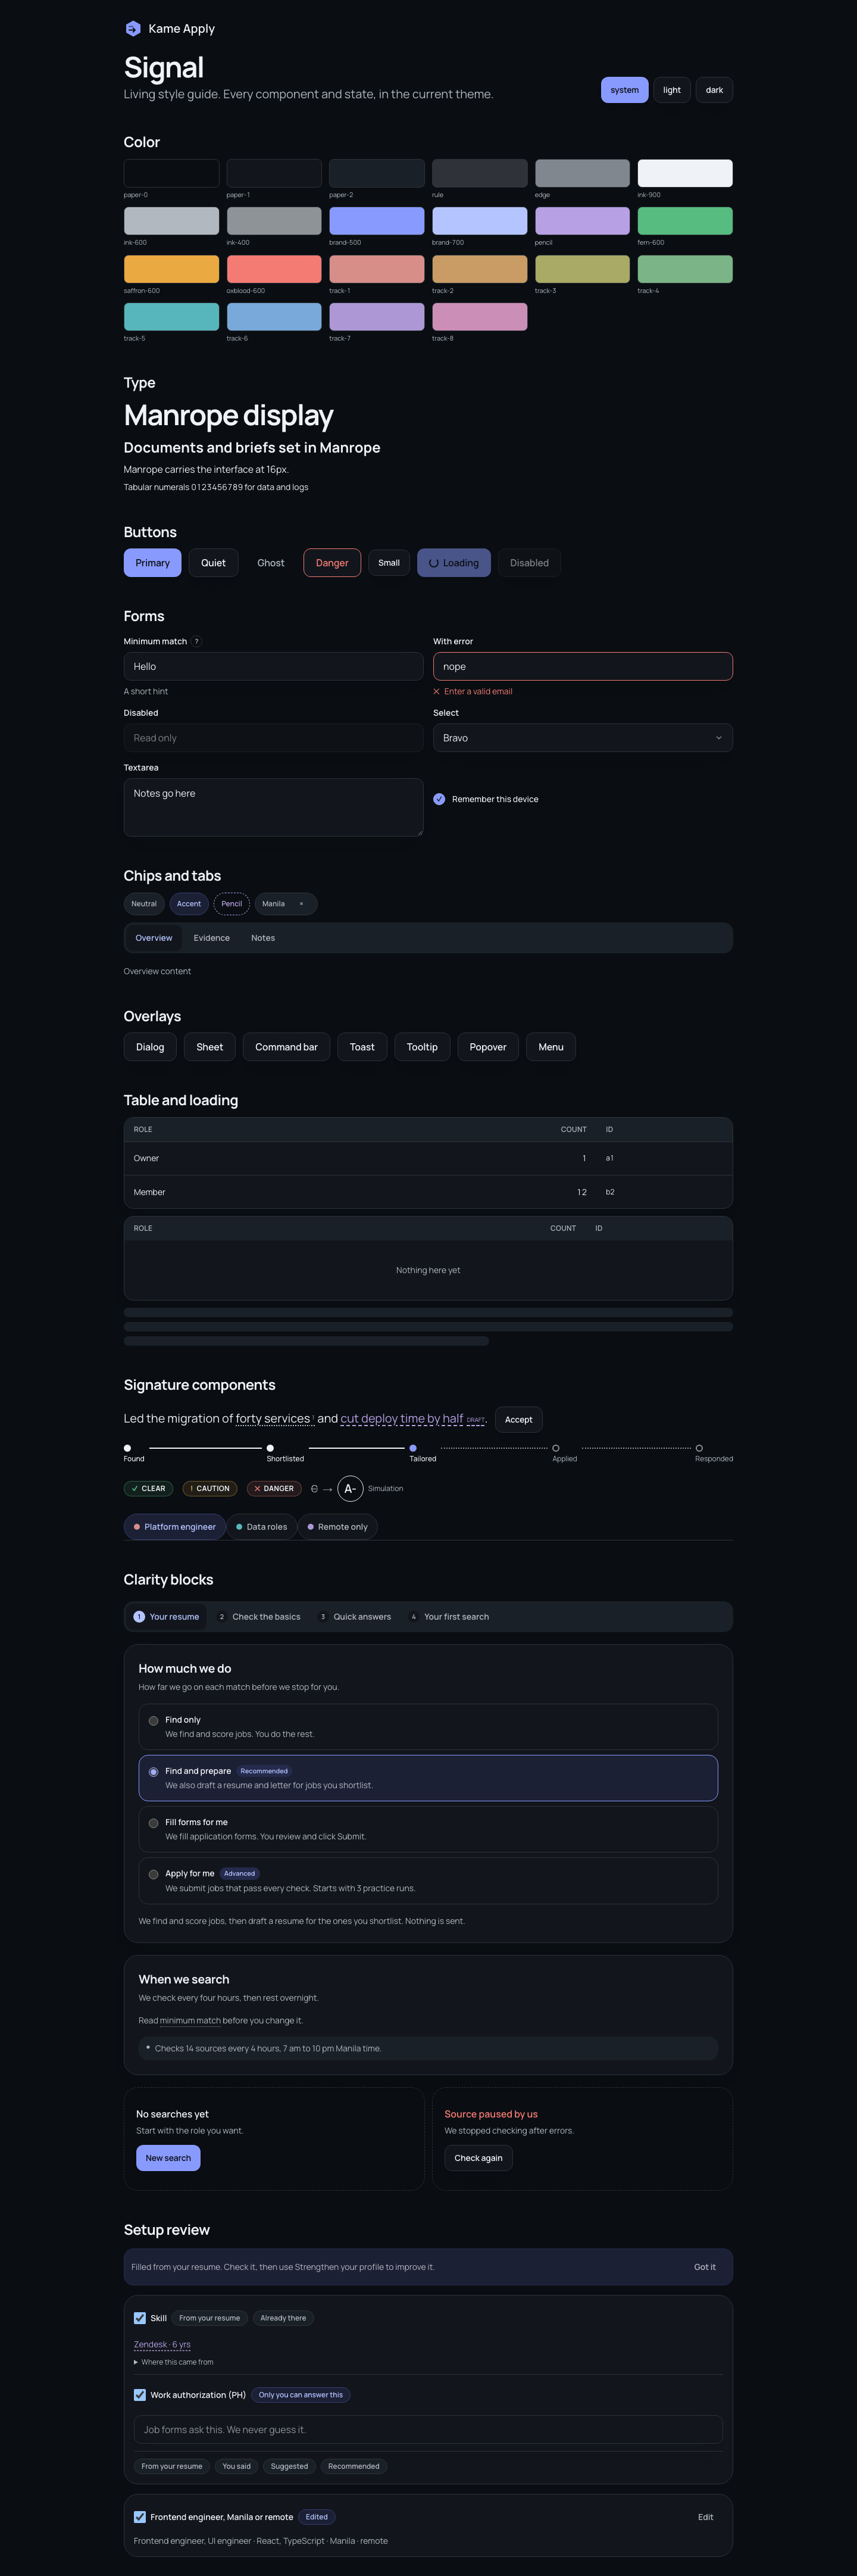 Kame Apply
Signal
Living style guide. Every component and state, in the current theme.
system light dark
Color
paper-0 paper-1 paper-2 rule edge ink-900
ink-600 ink-400 brand-500 brand-700 pencil fern-600
saffron-600 oxblood-600 track-1 track-2 track-3 track-4
track-5 track-6 track-7 track-8
Type
Manrope display
Documents and briefs set in Manrope
Manrope carries the interface at 16px.
Tabular numerals 0123456789 for data and logs
Buttons
Primary Quiet Ghost Danger Small Loading Disabled
Forms
Minimum match ? With error
Hello nope
A short hint Enter a valid email
Disabled Select
Read only Bravo
Textarea
Notes go here
Remember this device
Chips and tabs
Neutral Accent Pencil Manila ×
Overview Evidence Notes
Overview content
Overlays
Dialog Sheet Command bar Toast Tooltip Popover Menu
Table and loading
ROLE COUNT ID
Owner 1 a1
Member 12 b2
ROLE COUNT ID
Nothing here yet
Signature components
Led the migration of forty services 1 and cut deploy time by half DRAFT. Accept
Found Shortlisted Tailored Applied Responded
CLEAR ! CAUTION DANGER → A- Simulation
Platform engineer Data roles Remote only
Clarity blocks
1 Your resume 2 Check the basics 3 Quick answers 4 Your first search
How much we do
How far we go on each match before we stop for you.
Find only
We find and score jobs. You do the rest.
Find and prepare Recommended
We also draft a resume and letter for jobs you shortlist.
Fill forms for me
We fill application forms. You review and click Submit.
Apply for me Advanced
We submit jobs that pass every check. Starts with 3 practice runs.
We find and score jobs, then draft a resume for the ones you shortlist. Nothing is sent.
When we search
We check every four hours, then rest overnight.
Read minimum match before you change it.
Checks 14 sources every 4 hours, 7 am to 10 pm Manila time.
No searches yet
Start with the role you want.
New search
Source paused by us
We stopped checking after errors.
Check again
Setup review
Filled from your resume. Check it, then use Strengthen your profile to improve it. Got it
Skill From your resume Already there
Zendesk · 6 yrs
Where this came from
Work authorization (PH) Only you can answer this
Job forms ask this. We never guess it.
From your resume You said Suggested Recommended
Frontend engineer, Manila or remote Edited Edit
Frontend engineer, UI engineer · React, TypeScript · Manila · remote